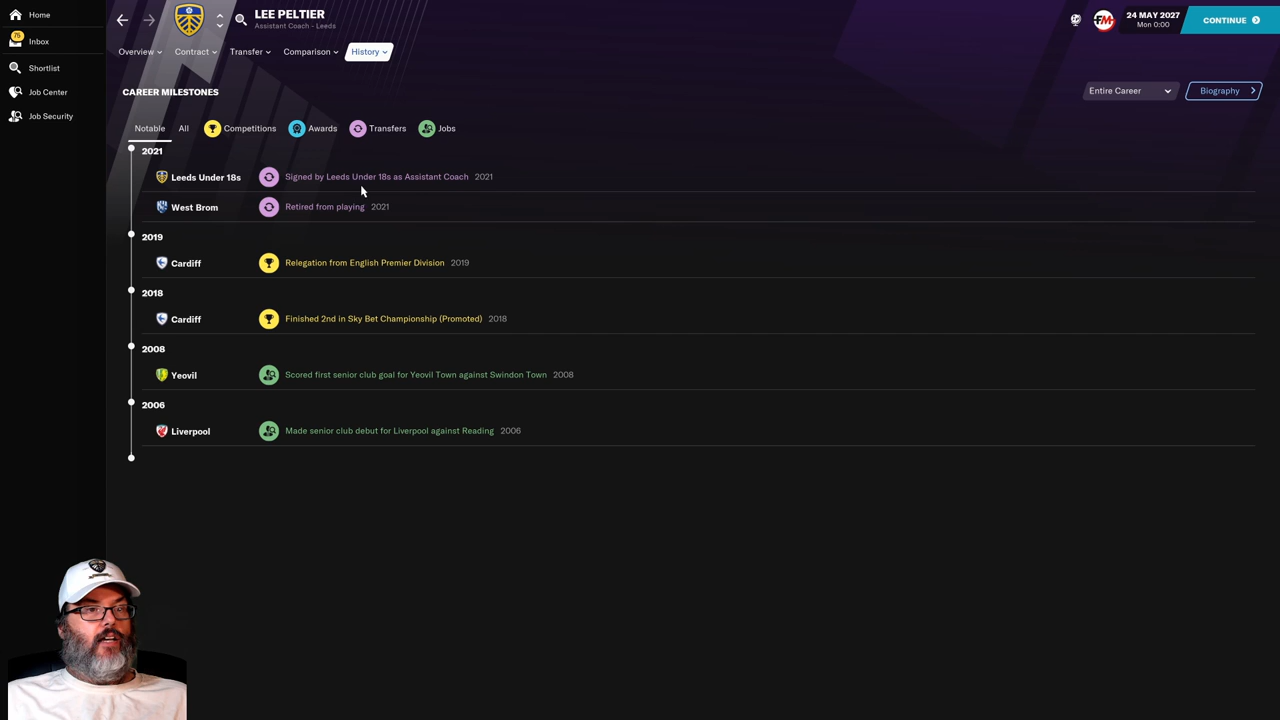 Home
75
Inbox
Shortlist
Job Center
Job Security
LEE PELTIER
Assistant Coach - Leeds
FM
24 MAY 2027
Mon 0:00
CONTINUE
Overview
Contract
Transfer
Comparison
History
CAREER MILESTONES
Entire Career
Biography
Notable
All
Competitions
Awards
Transfers
Jobs
2021
Leeds Under 18s Signed by Leeds Under 18s as Assistant Coach 2021
West Brom Retired from playing 2021
2019
Cardiff Relegation from English Premier Division 2019
2018
Cardiff Finished 2nd in Sky Bet Championship (Promoted) 2018
2008
Yeovil Scored first senior club goal for Yeovil Town against Swindon Town 2008
2006
Liverpool Made senior club debut for Liverpool against Reading 2006